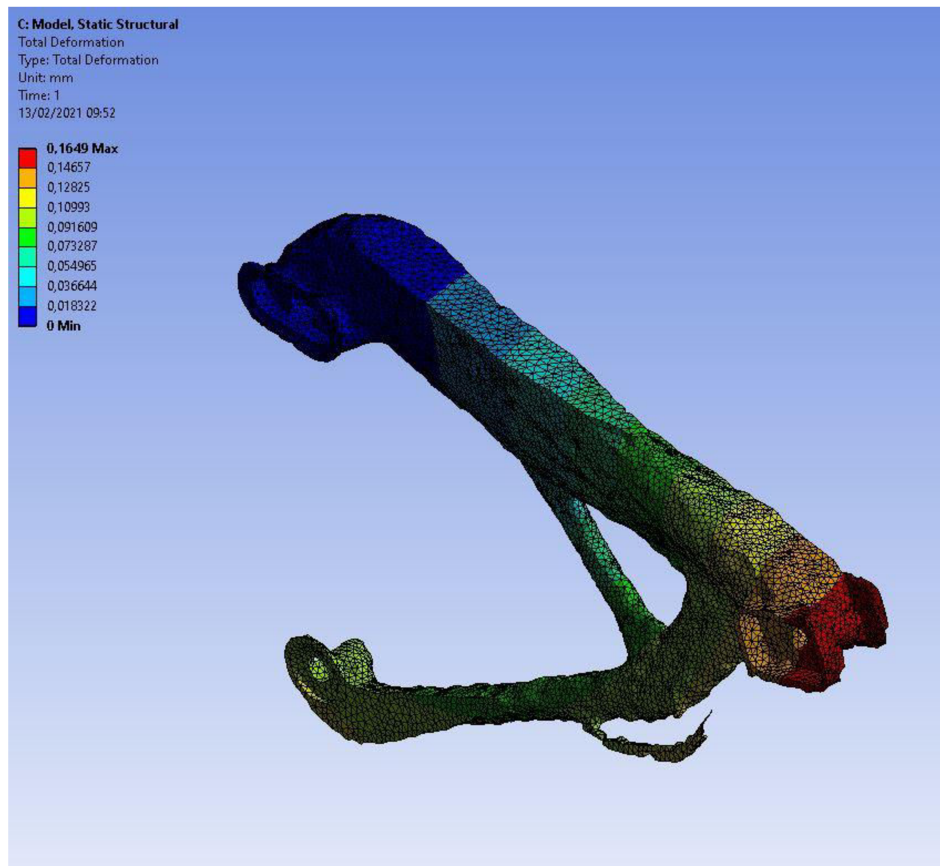 C: Model, Static Structural
Total Deformation
Type: Total Deformation
Unit: mm
Time: 1
13/02/2021 09:52
0,1649 Max
0,14657
0,12825
0,10993
0,091609
0,073287
0,054965
0,036644
0,018322
0 Min